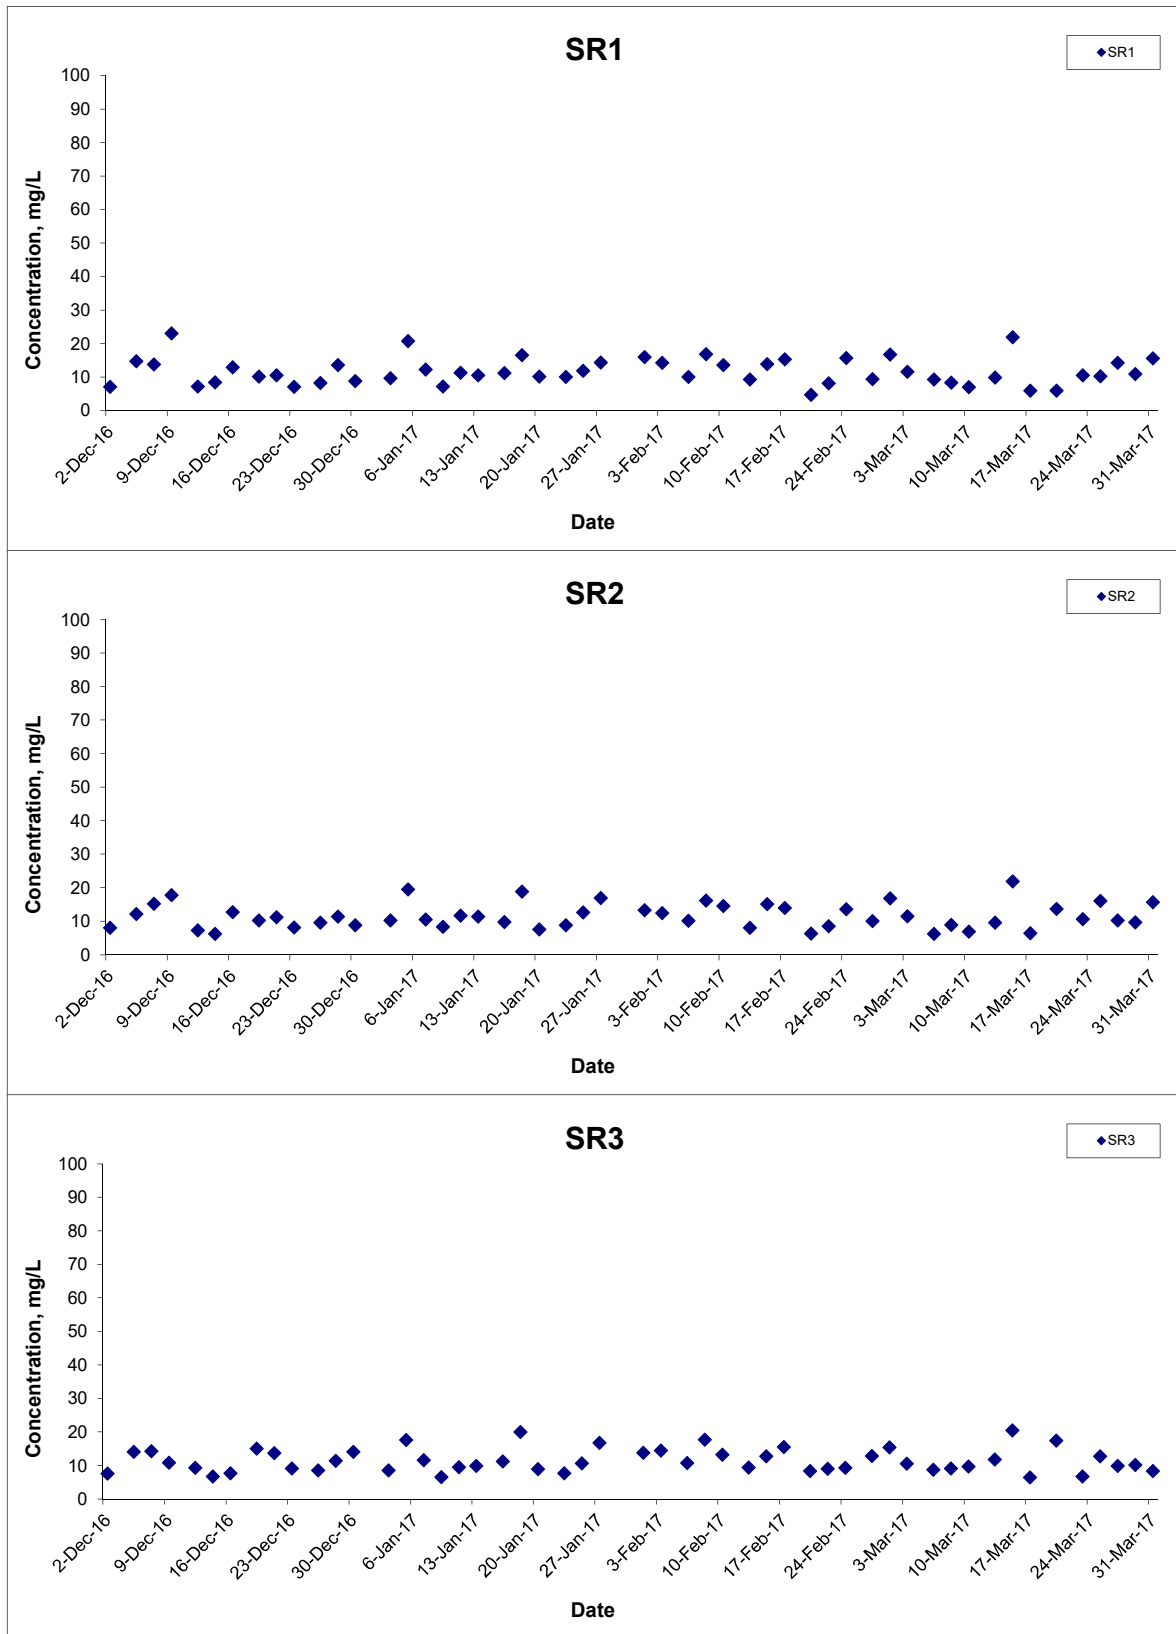 SR1
SR1
Concentration, mg/L
100
90
80
70
60
50
40
30
20
10
0
2-Dec-16
9-Dec-16
16-Dec-16
23-Dec-16
30-Dec-16
6-Jan-17
13-Jan-17
20-Jan-17
27-Jan-17
3-Feb-17
10-Feb-17
17-Feb-17
24-Feb-17
3-Mar-17
10-Mar-17
17-Mar-17
24-Mar-17
31-Mar-17
Date
SR2
SR2
Concentration, mg/L
100
90
80
70
60
50
40
30
20
10
0
2-Dec-16
9-Dec-16
16-Dec-16
23-Dec-16
30-Dec-16
6-Jan-17
13-Jan-17
20-Jan-17
27-Jan-17
3-Feb-17
10-Feb-17
17-Feb-17
24-Feb-17
3-Mar-17
10-Mar-17
17-Mar-17
24-Mar-17
31-Mar-17
Date
SR3
SR3
Concentration, mg/L
100
90
80
70
60
50
40
30
20
10
0
2-Dec-16
9-Dec-16
16-Dec-16
23-Dec-16
30-Dec-16
6-Jan-17
13-Jan-17
20-Jan-17
27-Jan-17
3-Feb-17
10-Feb-17
17-Feb-17
24-Feb-17
3-Mar-17
10-Mar-17
17-Mar-17
24-Mar-17
31-Mar-17
Date